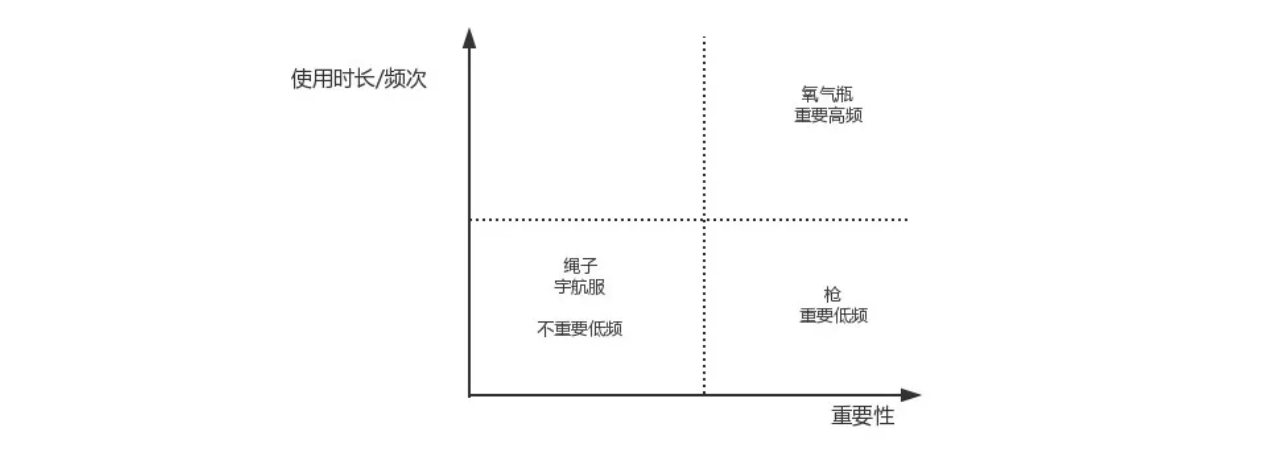 使用时长/频次
氧气瓶
重要高频
绳子
宇航服
不重要低频
枪
重要低频
重要性